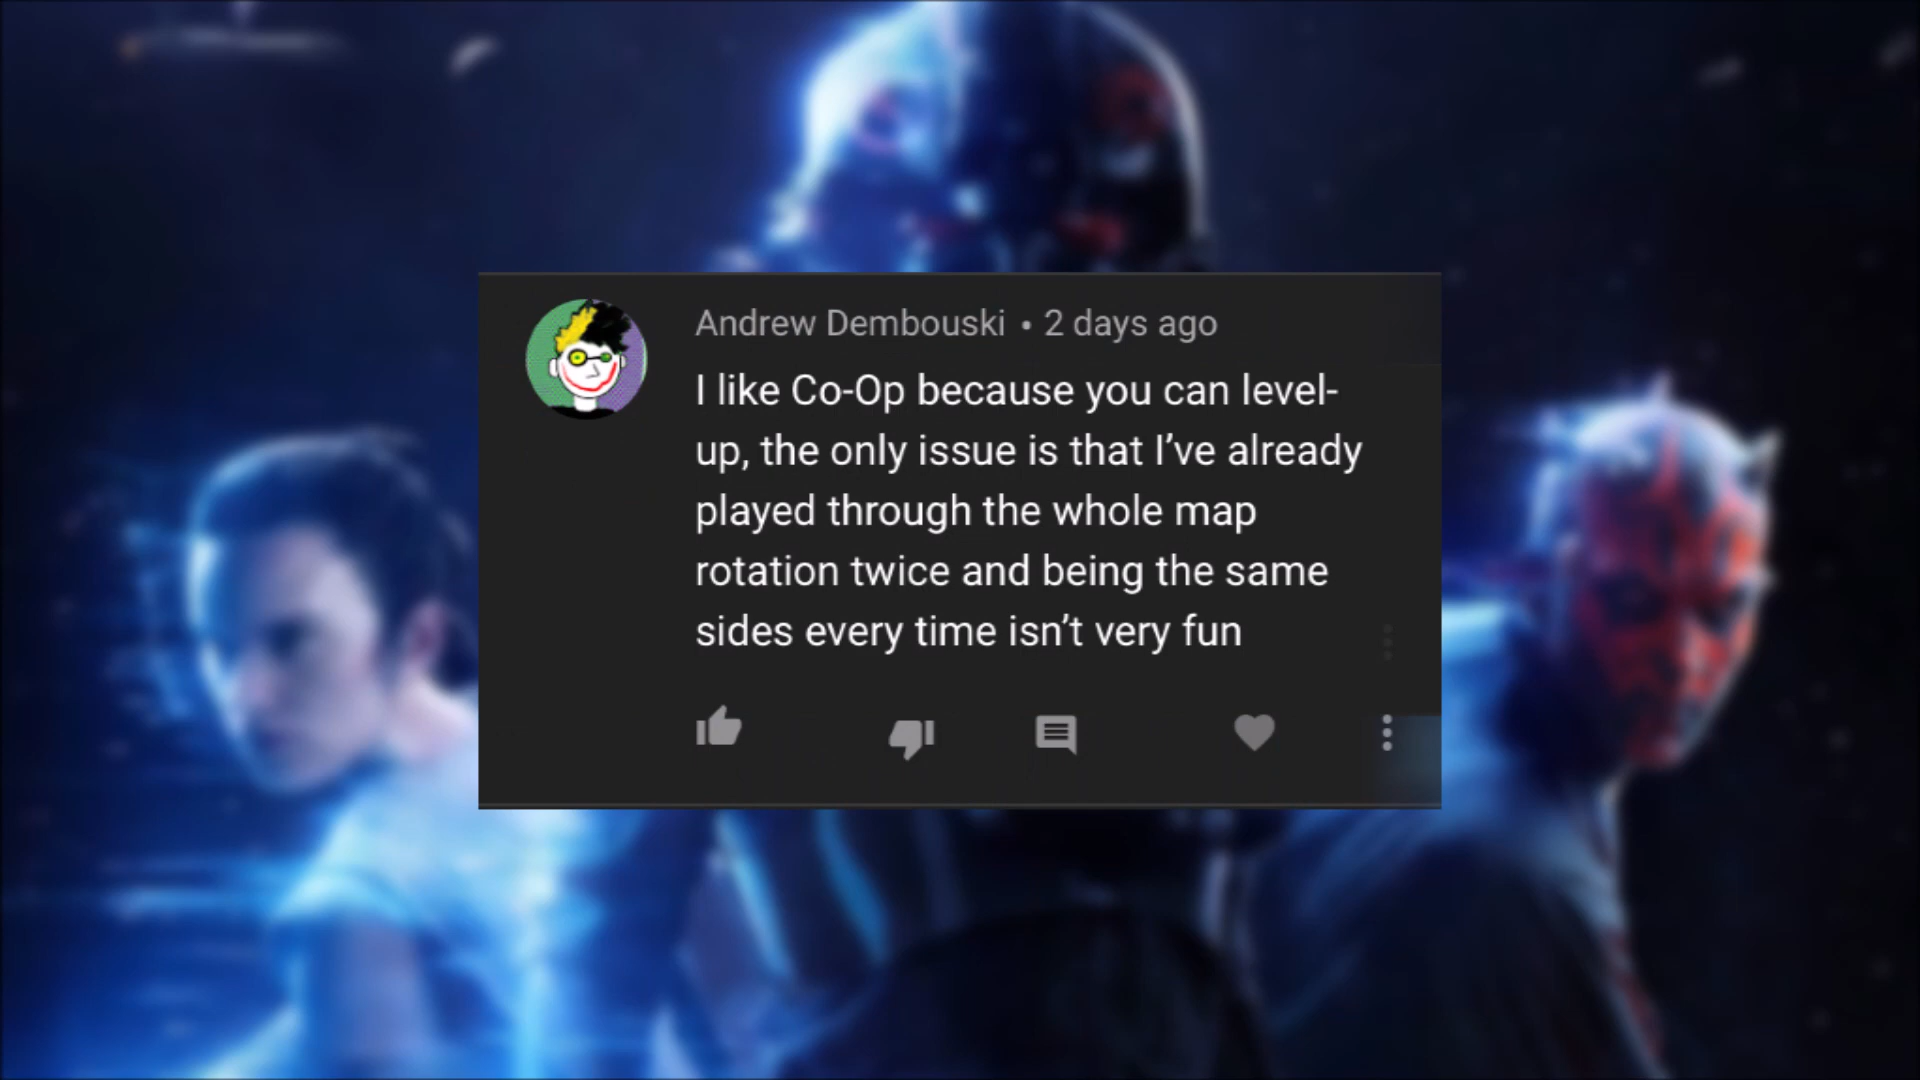 Andrew Dembouski • 2 days ago
I like Co-Op because you can level-
up, the only issue is that I’ve already
played through the whole map
rotation twice and being the same
sides every time isn’t very fun